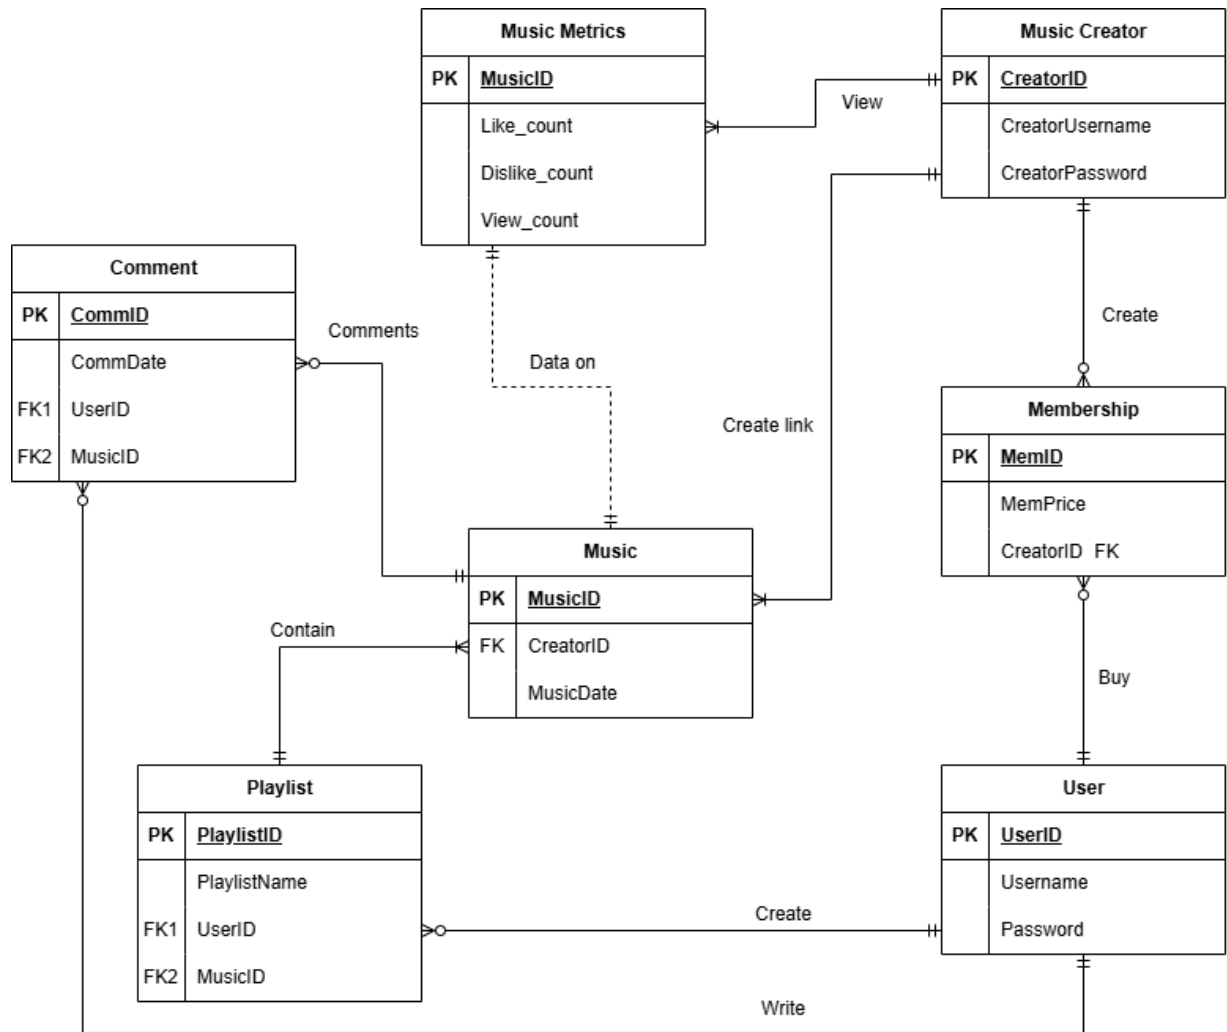 Music Metrics
PK MusicID
Like_count
Dislike_count
View_count
Music Creator
PK CreatorID
CreatorUsername
CreatorPassword
View
Comment
PK CommID
CommDate
FK1 UserID
FK2 MusicID
Comments
Data on
Create link
Create
Membership
PK MemID
MemPrice
CreatorID FK
Music
PK MusicID
FK CreatorID
MusicDate
Contain
Buy
Playlist
PK PlaylistID
PlaylistName
FK1 UserID
FK2 MusicID
Create
User
PK UserID
Username
Password
Write